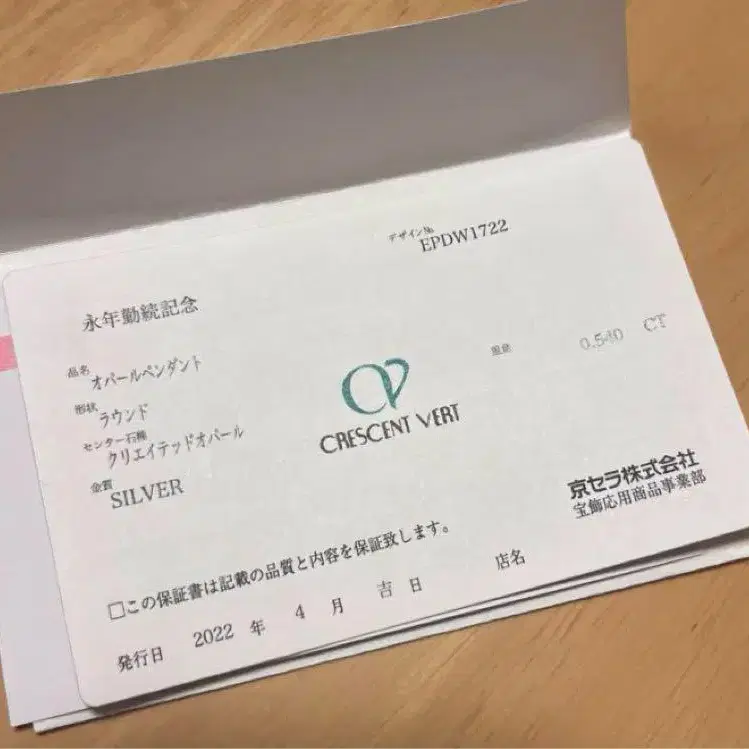 デザイン№ EPDW1722
永年勤続記念
品名 オパールペンダント
形状 ラウンド
センター石種 クリエイテッドオパール
金質 SILVER
CV
CRESCENT VERT
0.540 CT
京セラ株式会社
宝飾応用商品事業部
□この保証書は記載の品質と内容を保証致します。
発行日 2022 年 4 月 吉 日 店名